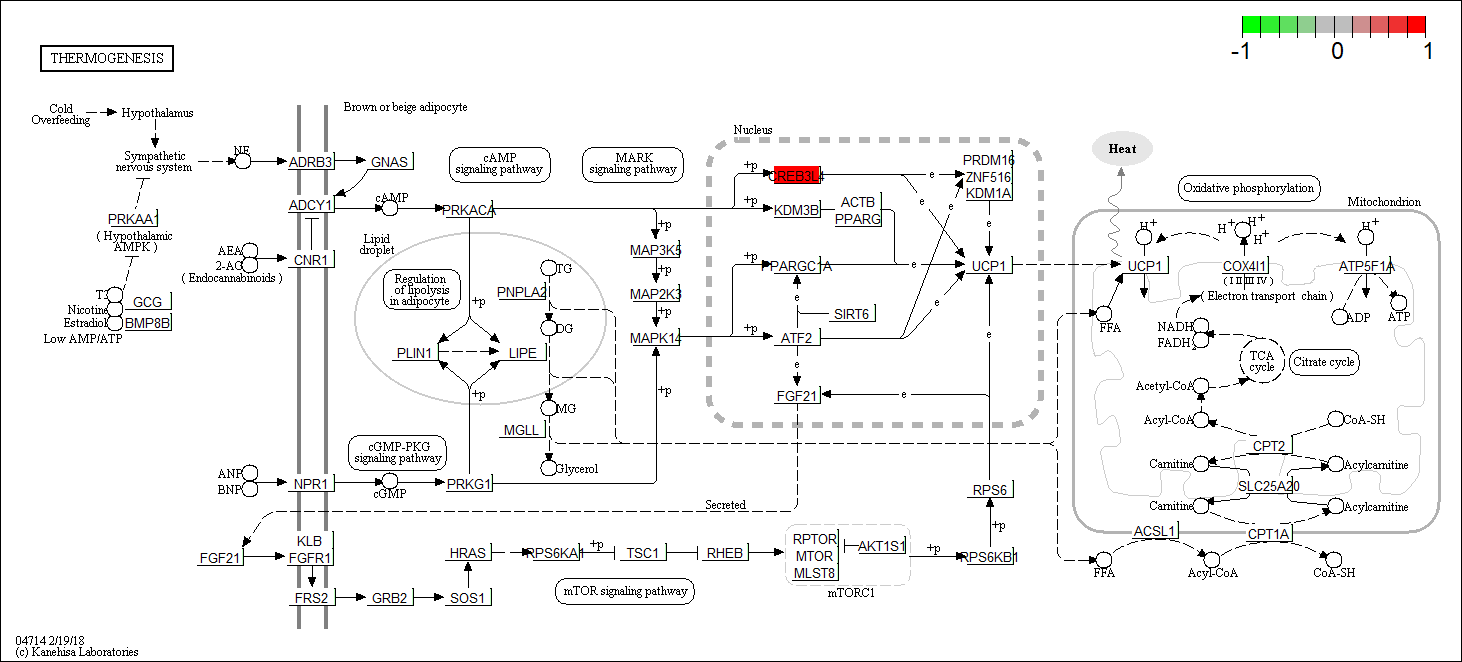 -1 0 1
THERMOGENESIS
Cold
Overfeeding
Hypothalamus
Brown or beige adipocyte
Sympathetic
nervous system
NE
ADRB3
GNAS
cAMP
signaling pathway
MARK
signaling pathway
Nucleus
+p
CREB3L4
e
PRDM16
ZNF516
KDM1A
Heat
Oxidative phosphorylation
Mitochondrion
ADCY1
cAMP
PRKACA
+p
KDM3B
ACTB
PPARG
e
e
e
PRKAA1
( Hypothalamic
AMPK )
+p
H+
H+
H+
H+
H+
Lipid
droplet
AEA
2-AG
( Endocannabinoids )
CNR1
MAP3K5
+p
PPARGC1A
+p
e
e
UCP1
UCP1
COX4I1
( I II III IV )
( Electron transport chain )
ATP5F1A
Regulation
of lipolysis
in adipocyte
TG
PNPLA2
+p
MAP2K3
+p
T3
Nicotine
Estradiol
Low AMP/ATP
GCG
BMP8B
+p
e
e
SIRT6
FFA
ADP
ATP
NADH
FADH2
DG
MAPK14
+p
ATF2
e
e
PLIN1
LIPE
TCA
cycle
Citrate cycle
+p
+p
e
FGF21
e
Acetyl-CoA
MG
MGLL
Acyl-CoA
CoA-SH
cGMP-PKG
signaling pathway
CPT2
Glycerol
Carnitine
Acylcarnitine
ANP
BNP
NPR1
cGMP
PRKG1
SLC25A20
RPS6
Secreted
Carnitine
Acylcarnitine
+p
ACSL1
CPT1A
KLB
FGF21
FGFR1
HRAS
RPS6KA1
+p
TSC1
RHEB
RPTOR
MTOR
MLST8
AKT1S1
+p
RPS6KB1
FFA
Acyl-CoA
CoA-SH
mTORC1
mTOR signaling pathway
FRS2
GRB2
SOS1
04714 2/19/18
(c) Kanehisa Laboratories